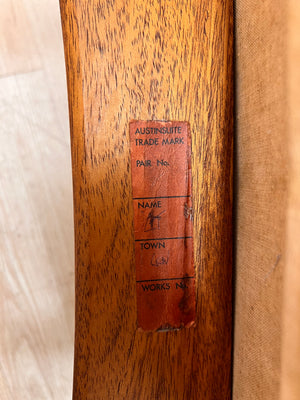 AUSTINSUITE
TRADE MARK
PAIR No.
NAME
TOWN
WORKS No.